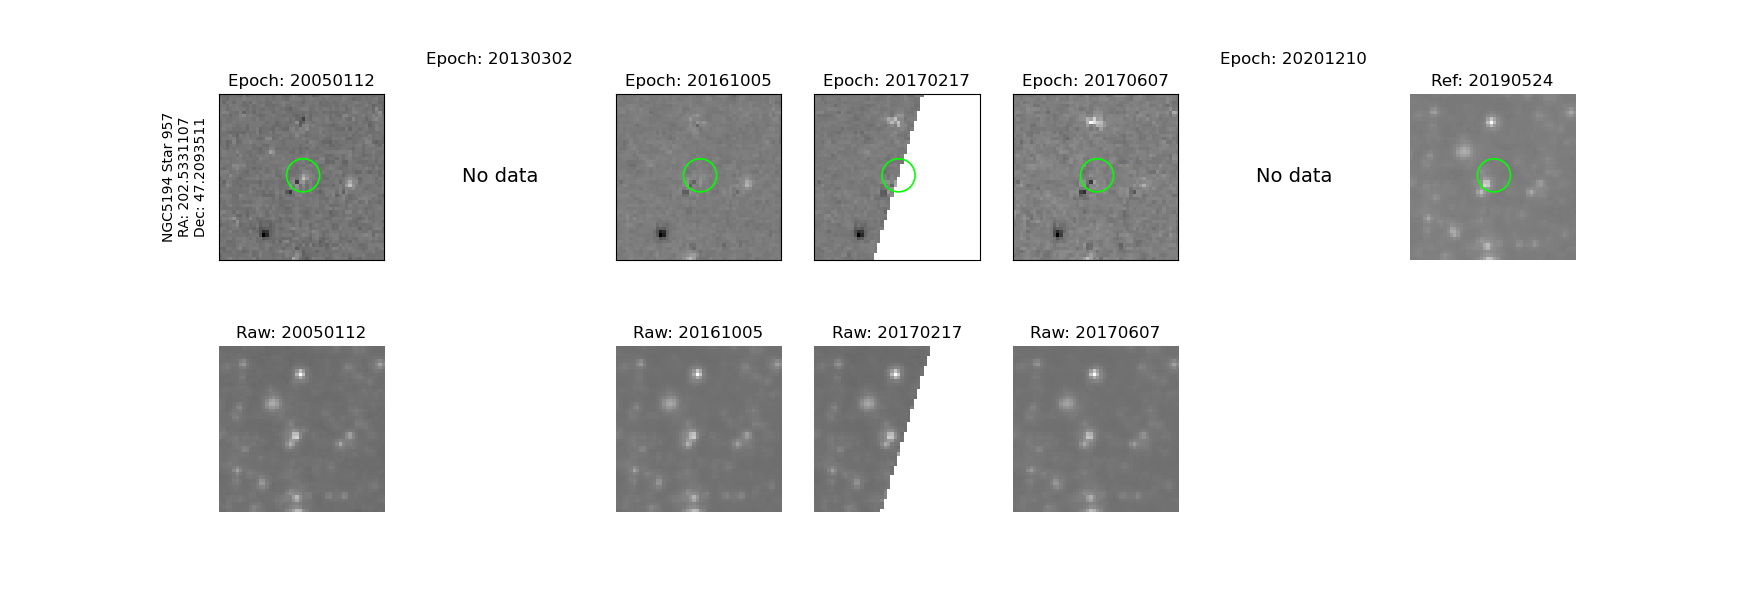 Epoch: 20130302
Epoch: 20201210
Epoch: 20050112
Epoch: 20161005
Epoch: 20170217
Epoch: 20170607
Ref: 20190524
NGC5194 Star 957
RA: 202.5331107
Dec: 47.2093511
No data
No data
Raw: 20050112
Raw: 20161005
Raw: 20170217
Raw: 20170607